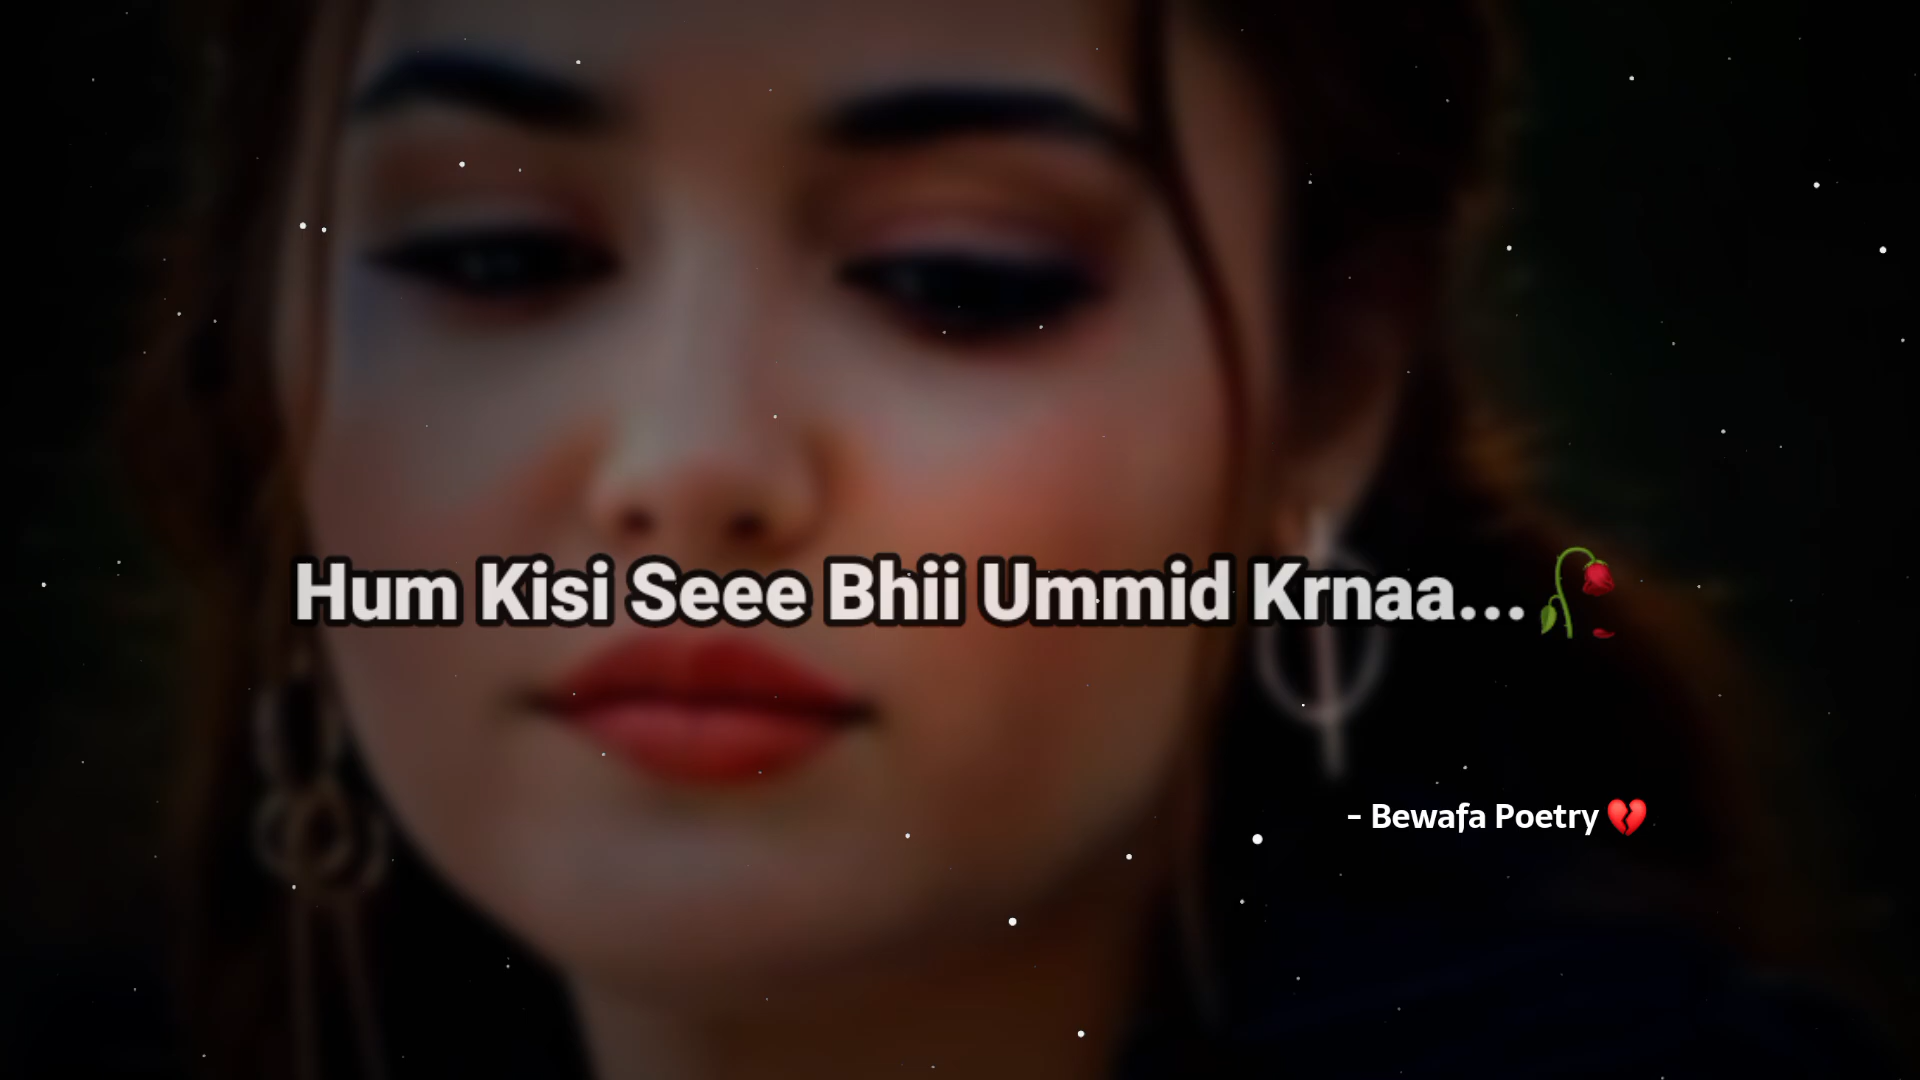 Hum Kisi Seee Bhii Ummid Krnaa...🥀
- Bewafa Poetry 💔